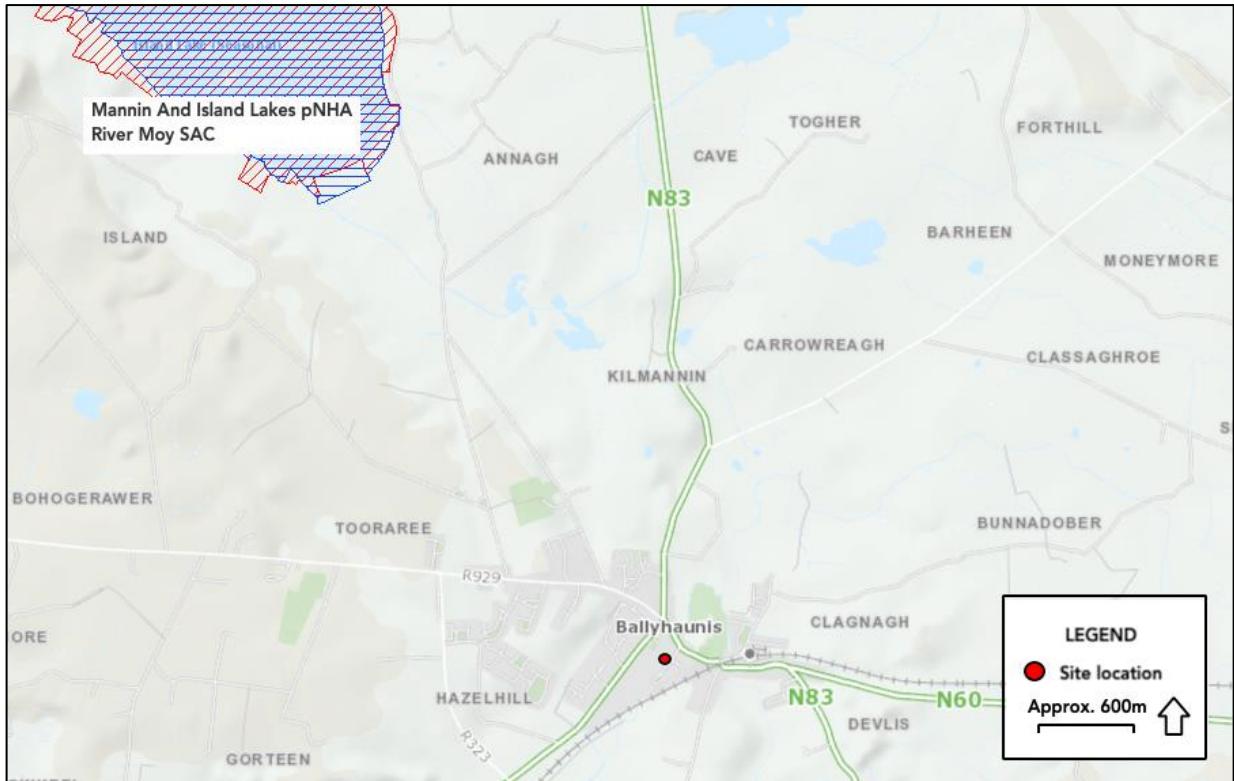 Mannin And Island Lakes pNHA
River Moy SAC
TOGHER
FORTHILL
ANNAGH
CAVE
N83
ISLAND
BARHEEN
MONEYMORE
CARROWREAGH
CLASSAGHROE
KILMANNIN
S
BOHOGERAWER
TOORAREE
BUNNADOBER
R929
Ballyhaunis
CLAGNAGH
ORE
HAZELHILL
N83
N60
DEVLIS
R323
GORTEEN
LEGEND
Site location
Approx. 600m